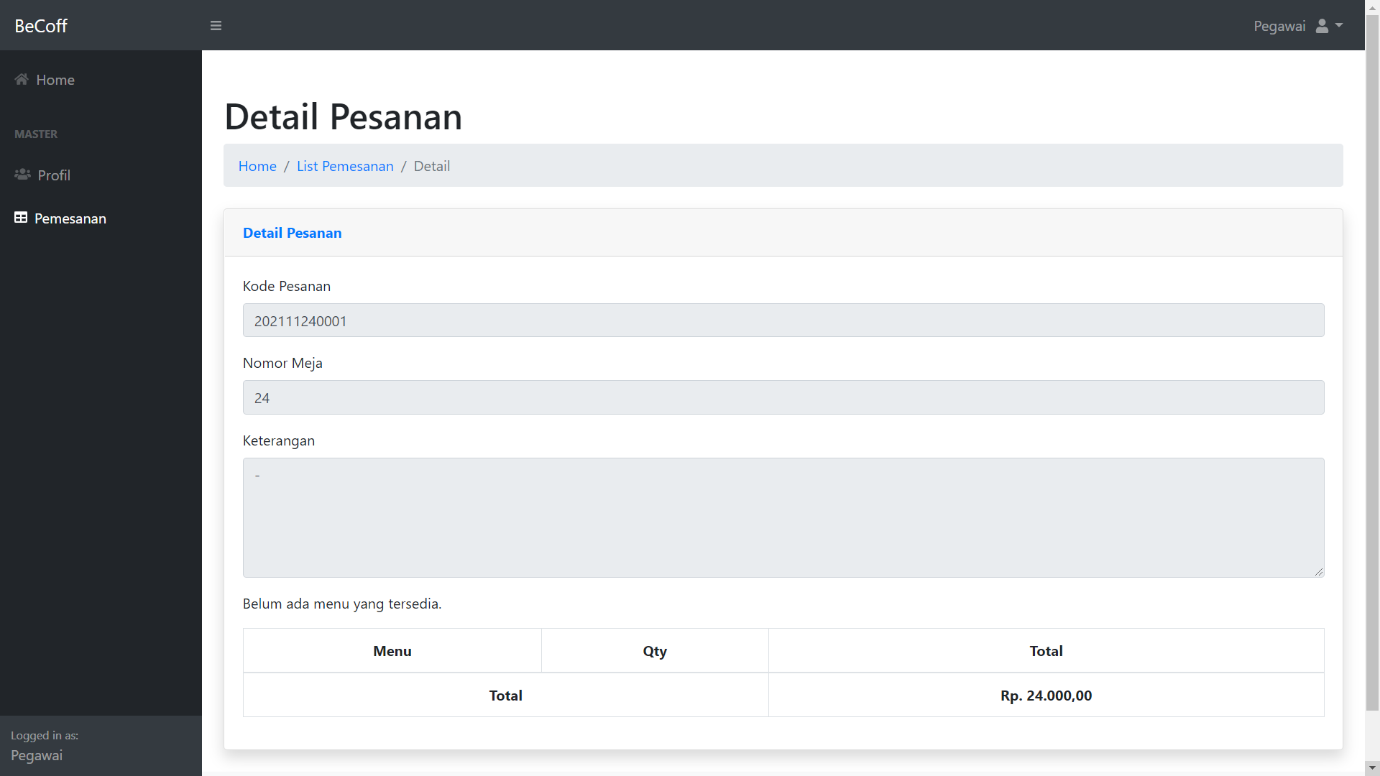 BeCoff
Pegawai
Home
MASTER
Profil
Pemesanan
Logged in as:
Pegawai
Detail Pesanan
Home / List Pemesanan / Detail
Detail Pesanan
Kode Pesanan
202111240001
Nomor Meja
24
Keterangan
-
Belum ada menu yang tersedia.
Menu Qty Total
Total Rp. 24.000,00